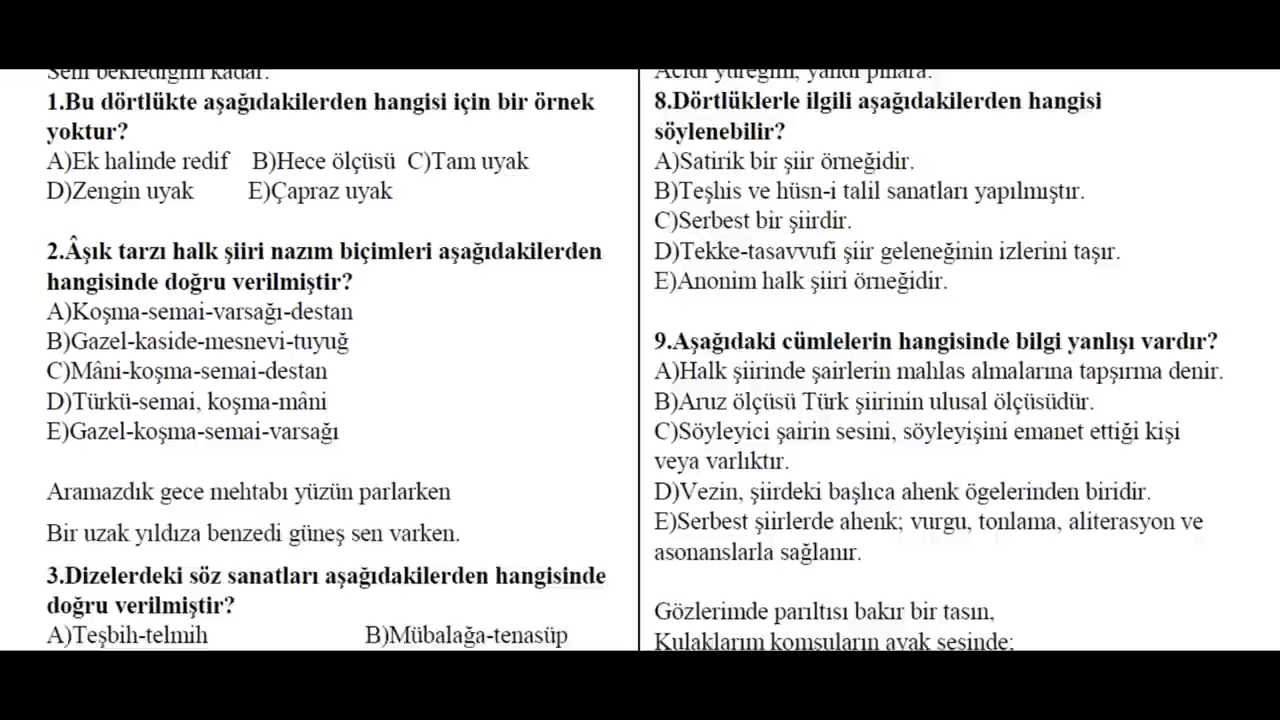 Seni beklediğim kadar.
1.Bu dörtlükte aşağıdakilerden hangisi için bir örnek
yoktur?
A)Ek halinde redif B)Hece ölçüsü C)Tam uyak
D)Zengin uyak E)Çapraz uyak
2.Âşık tarzı halk şiiri nazım biçimleri aşağıdakilerden
hangisinde doğru verilmiştir?
A)Koşma-semai-varsağı-destan
B)Gazel-kaside-mesnevi-tuyuğ
C)Mâni-koşma-semai-destan
D)Türkü-semai, koşma-mâni
E)Gazel-koşma-semai-varsağı
Aramazdık gece mehtabı yüzün parlarken
Bir uzak yıldıza benzedi güneş sen varken.
3.Dizelerdeki söz sanatları aşağıdakilerden hangisinde
doğru verilmiştir?
A)Teşbih-telmih B)Mübalağa-tenasüp
Acıdı yüreğim, yandı pınara.
8.Dörtlüklerle ilgili aşağıdakilerden hangisi
söylenebilir?
A)Satirik bir şiir örneğidir.
B)Teşhis ve hüsn-i talil sanatları yapılmıştır.
C)Serbest bir şiirdir.
D)Tekke-tasavvufî şiir geleneğinin izlerini taşır.
E)Anonim halk şiiri örneğidir.
9.Aşağıdaki cümlelerin hangisinde bilgi yanlışı vardır?
A)Halk şiirinde şairlerin mahlas almalarına tapşırma denir.
B)Aruz ölçüsü Türk şiirinin ulusal ölçüsüdür.
C)Söyleyici şairin sesini, söyleyişini emanet ettiği kişi
veya varlıktır.
D)Vezin, şiirdeki başlıca ahenk ögelerinden biridir.
E)Serbest şiirlerde ahenk; vurgu, tonlama, aliterasyon ve
asonanslarla sağlanır.
Gözlerimde parıltısı bakır bir tasın,
Kulaklarım komşuların ayak sesinde;